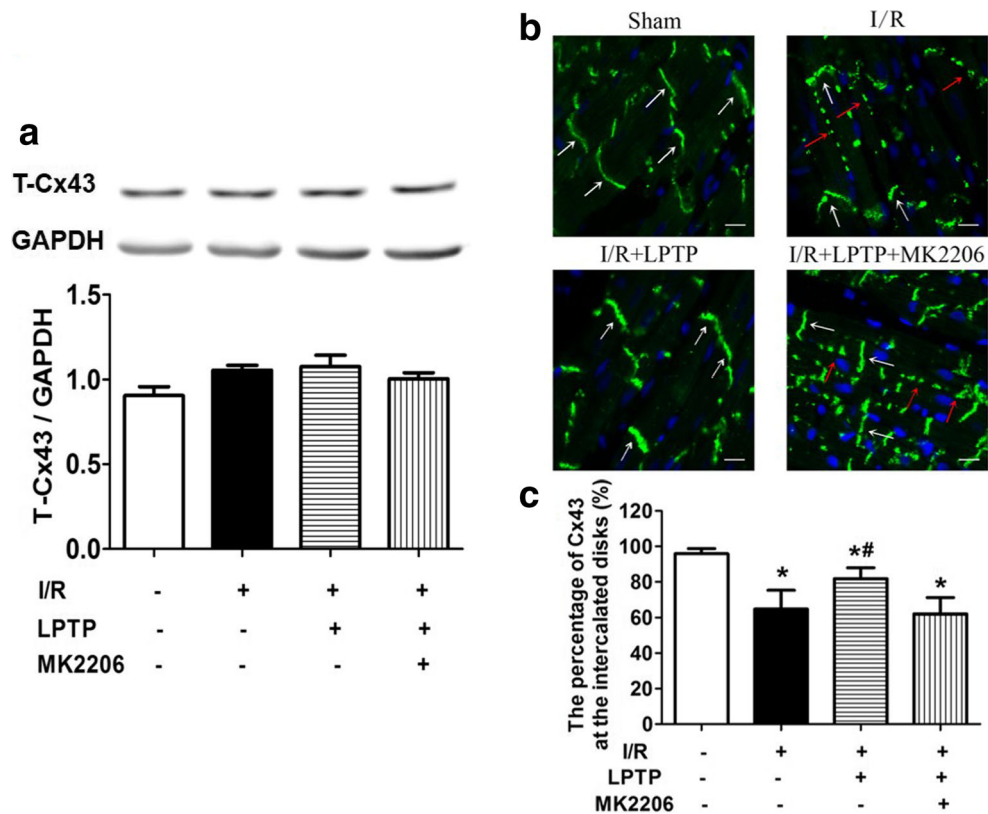 a
T-Cx43
GAPDH
T-Cx43 / GAPDH
1.5
1.0
0.5
0.0
I/R - + + +
LPTP - - + +
MK2206 - - - +
b
Sham
I/R
I/R+LPTP
I/R+LPTP+MK2206
c
The percentage of Cx43
at the intercalated disks (%)
120
100
80
60
40
20
0
*
*#
*
I/R - + + +
LPTP - - + +
MK2206 - - - +